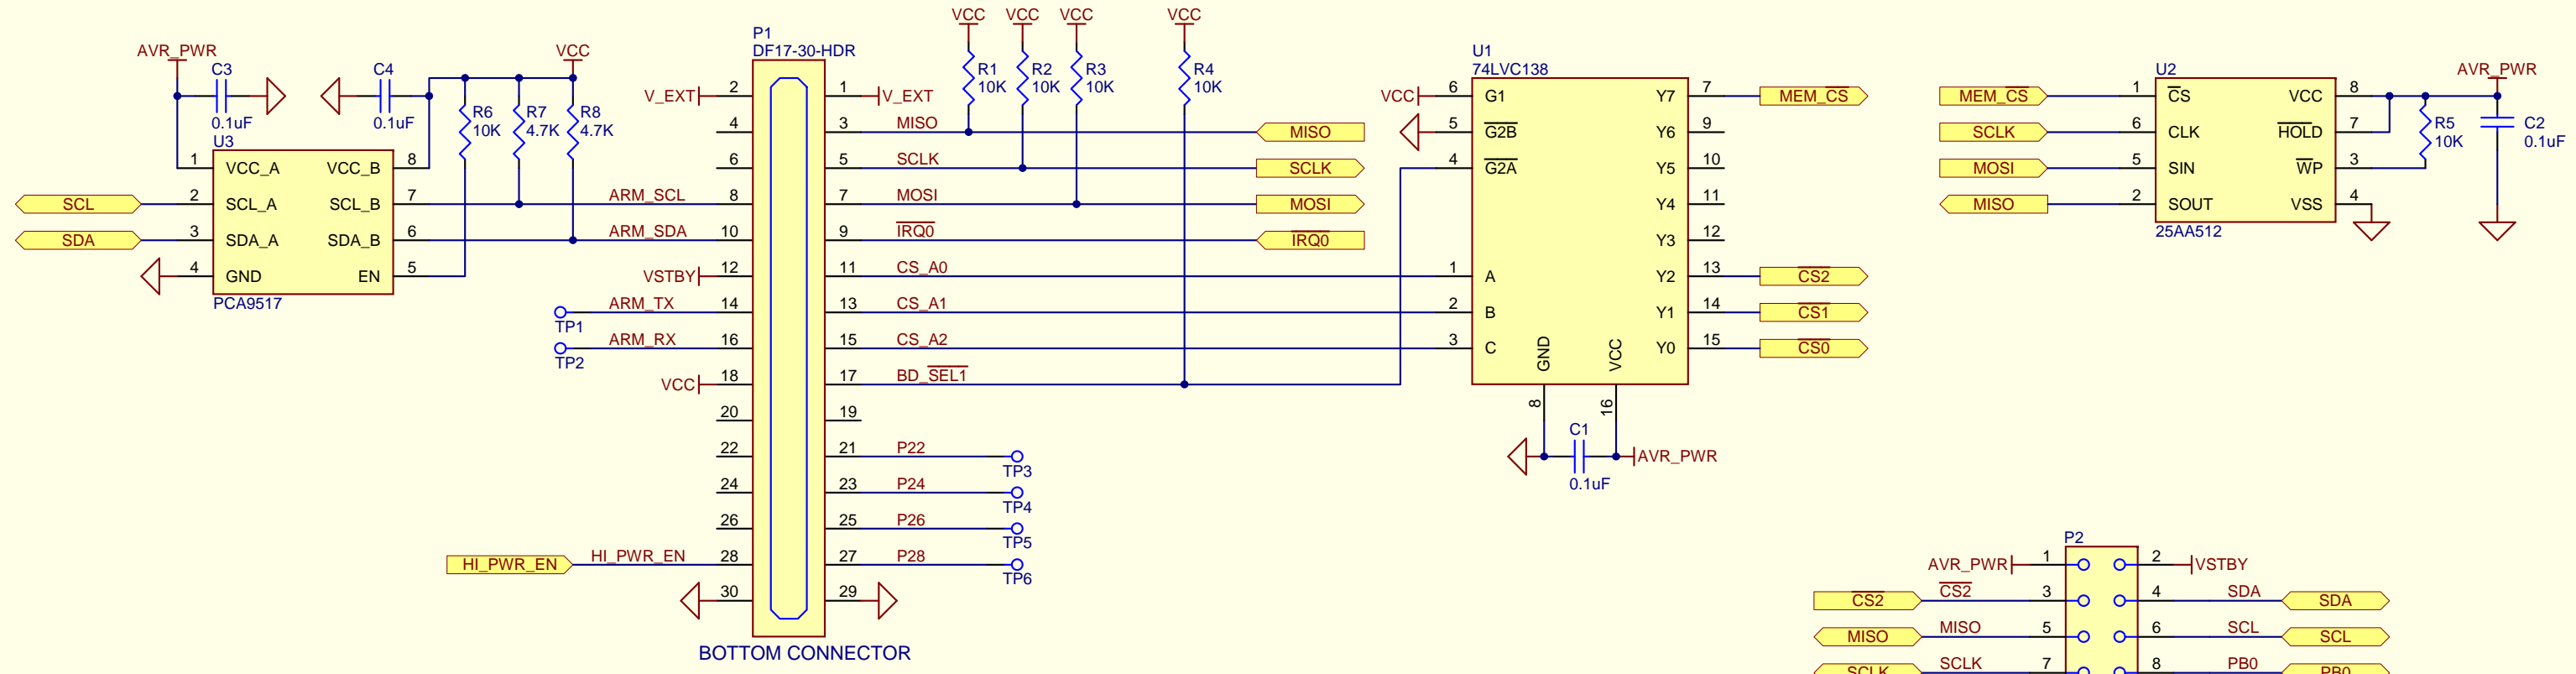 AVR_PWR
C3
0.1uF
C4
0.1uF
VCC
R6
10K
R7
4.7K
R8
4.7K
U3
1 VCC_A VCC_B 8
SCL 2 SCL_A SCL_B 7 ARM_SCL
SDA 3 SDA_A SDA_B 6 ARM_SDA
4 GND EN 5
PCA9517
P1
DF17-30-HDR
V_EXT 2 1 V_EXT
4 3 MISO MISO
6 5 SCLK SCLK
8 7 MOSI MOSI
10 9 IRQ0 IRQ0
VSTBY 12 11 CS_A0
TP1 ARM_TX 14 13 CS_A1
TP2 ARM_RX 16 15 CS_A2
VCC 18 17 BD_SEL1
20 19
22 21 P22 TP3
24 23 P24 TP4
26 25 P26 TP5
HI_PWR_EN HI_PWR_EN 28 27 P28 TP6
30 29
BOTTOM CONNECTOR
VCC VCC VCC VCC
R1
10K
R2
10K
R3
10K
R4
10K
U1
74LVC138
VCC 6 G1 Y7 7 MEM_CS
5 G2B Y6 9
4 G2A Y5 10
Y4 11
Y3 12
1 A Y2 13 CS2
2 B Y1 14 CS1
3 C Y0 15 CS0
GND VCC
8 16
C1
0.1uF
AVR_PWR
U2
AVR_PWR
MEM_CS 1 CS VCC 8
SCLK 6 CLK HOLD 7
MOSI 5 SIN WP 3
MISO 2 SOUT VSS 4
25AA512
R5
10K
C2
0.1uF
P2
AVR_PWR 1 2 VSTBY
CS2 CS2 3 4 SDA SDA
MISO MISO 5 6 SCL SCL
SCLK SCLK 7 8 PB0 PB0